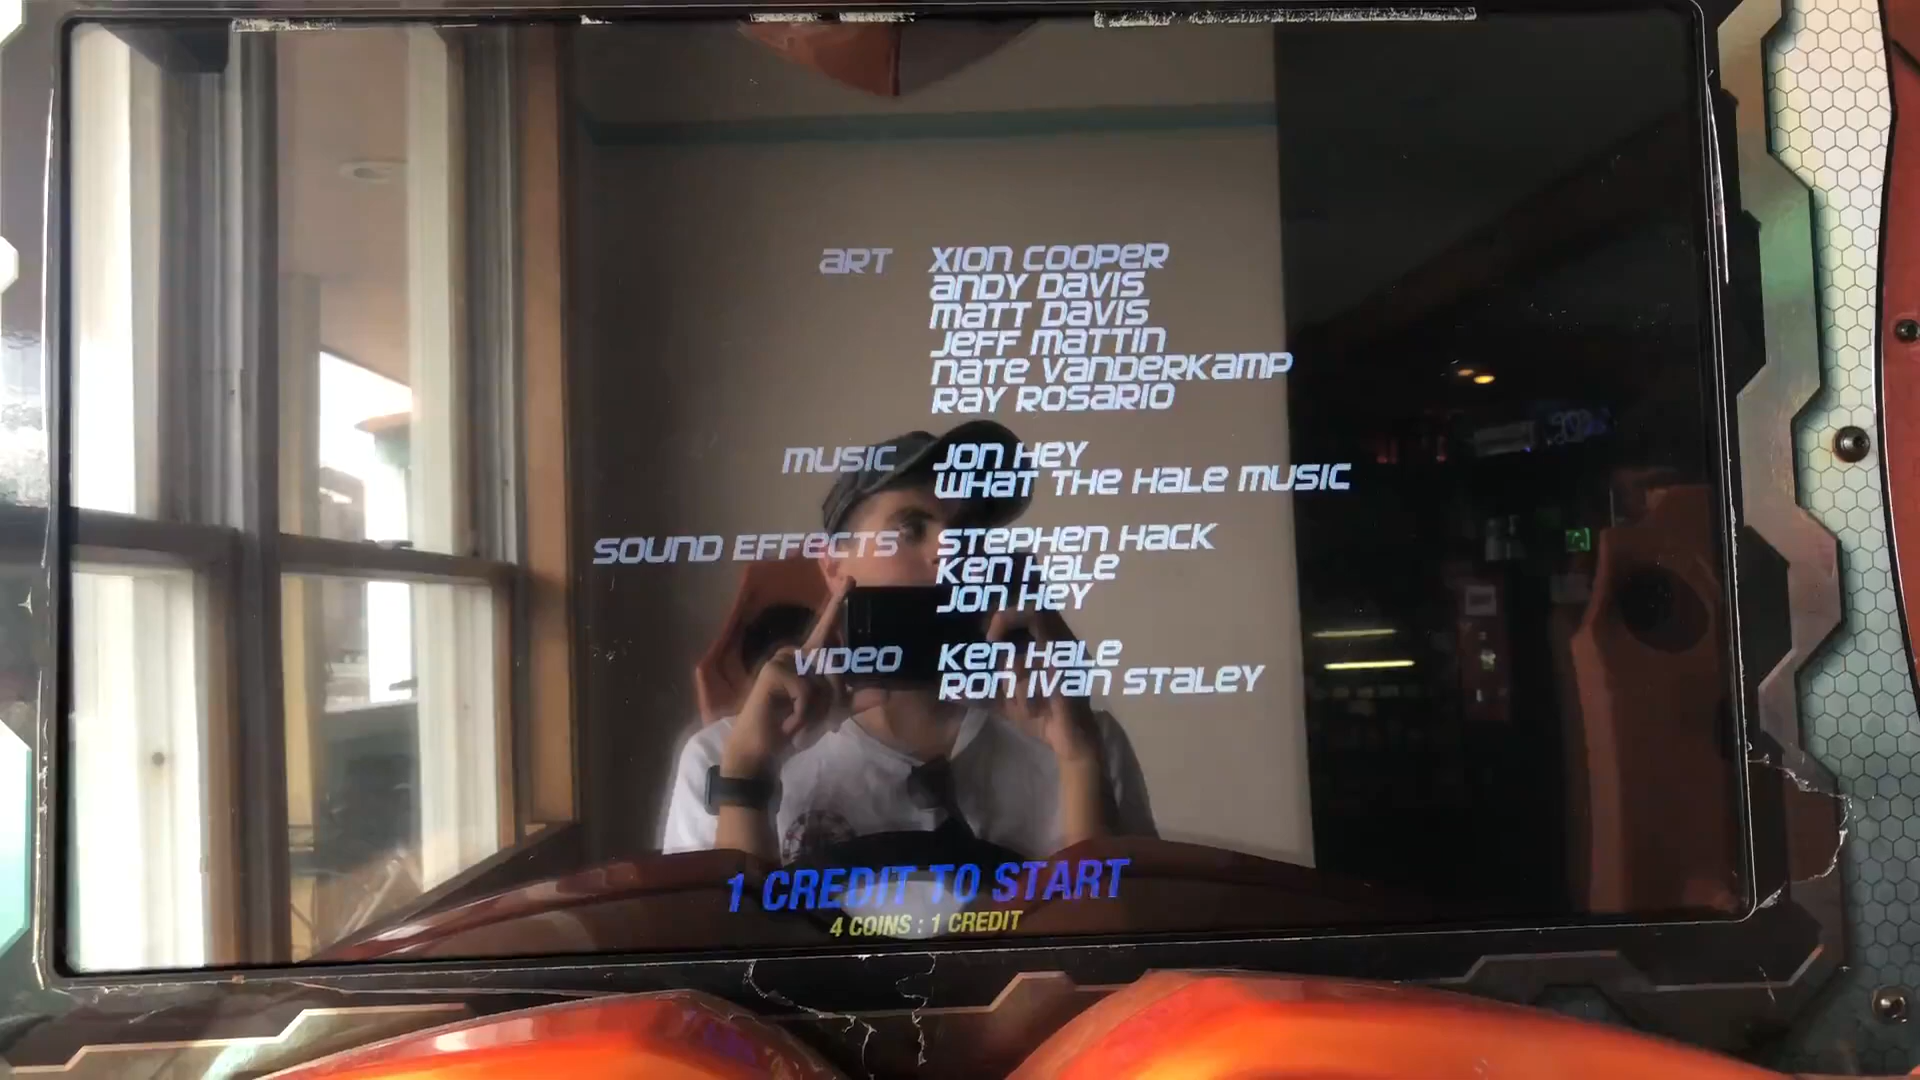 ART XION COOPER
ANDY DAVIS
MATT DAVIS
JEFF MATTIN
NATE VANDERKAMP
RAY ROSARIO
MUSIC JON HEY
WHAT THE HALE MUSIC
SOUND EFFECTS STEPHEN HACK
KEN HALE
JON HEY
VIDEO KEN HALE
RON IVAN STALEY
1 CREDIT TO START
4 COINS : 1 CREDIT